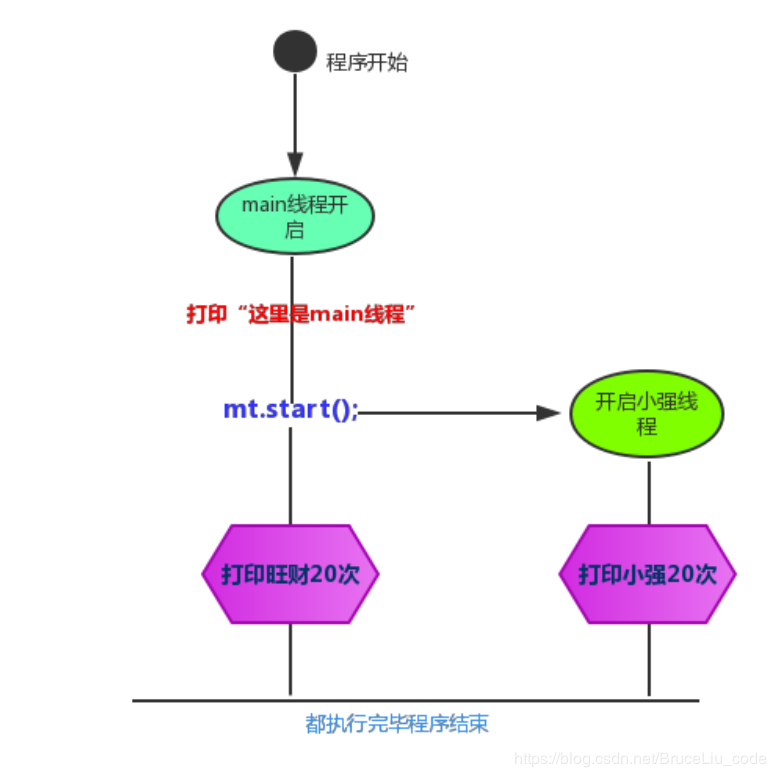 程序开始
main线程开
启
打印“这里是main线程”
mt.start();
开启小强线
程
打印旺财20次
打印小强20次
都执行完毕程序结束
https://blog.csdn.net/BruceLiu_code